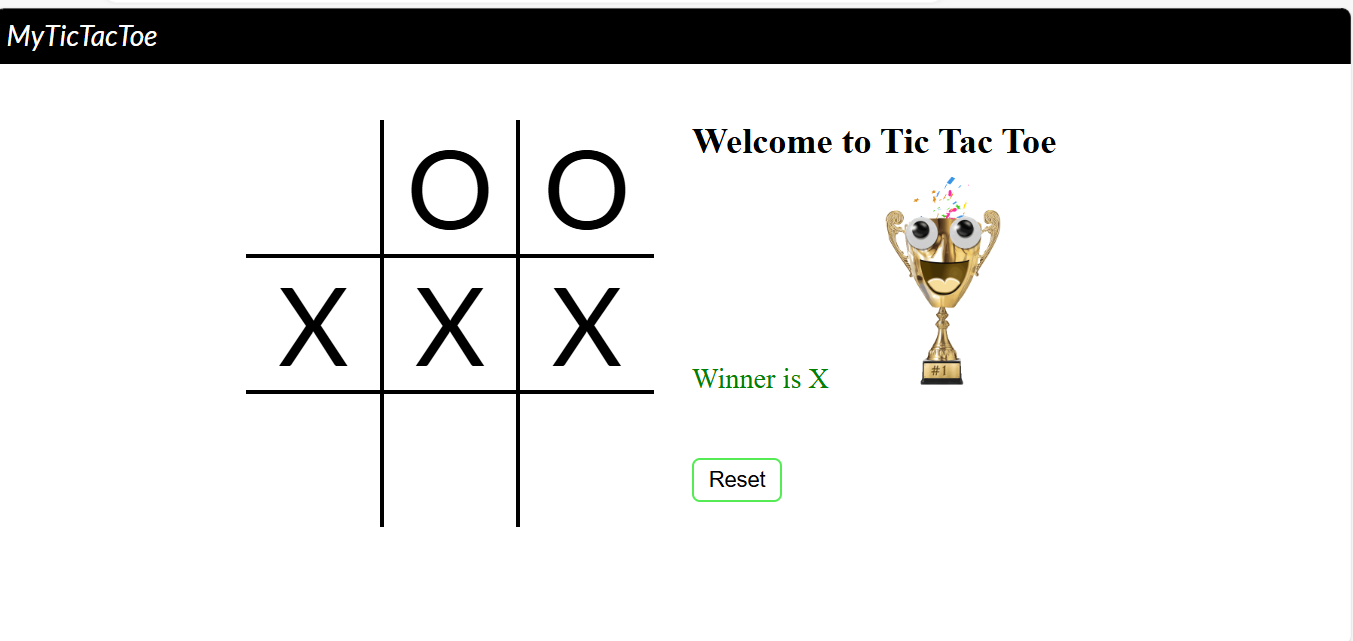 MyTicTacToe
O O
X X X
Welcome to Tic Tac Toe
#1
Winner is X
Reset